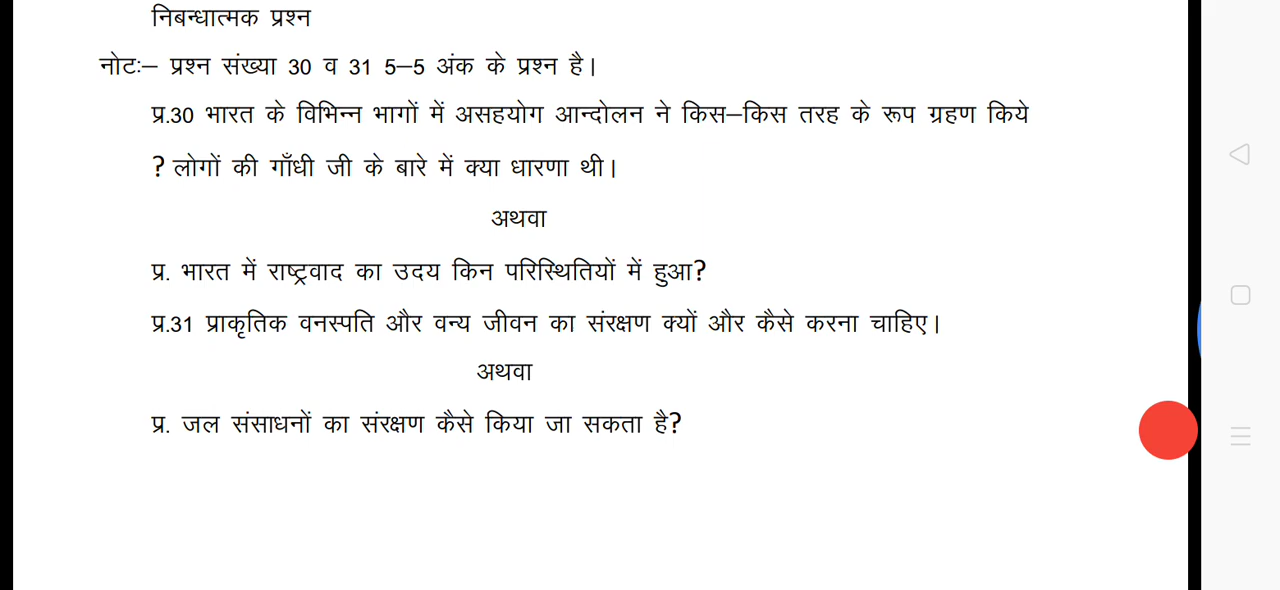 निबन्धात्मक प्रश्न
नोटः– प्रश्न संख्या 30 व 31 5–5 अंक के प्रश्न है।
प्र.30 भारत के विभिन्न भागों में असहयोग आन्दोलन ने किस–किस तरह के रूप ग्रहण किये
? लोगों की गाँधी जी के बारे में क्या धारणा थी।
अथवा
प्र. भारत में राष्ट्रवाद का उदय किन परिस्थितियों में हुआ?
प्र.31 प्राकृतिक वनस्पति और वन्य जीवन का संरक्षण क्यों और कैसे करना चाहिए।
अथवा
प्र. जल संसाधनों का संरक्षण कैसे किया जा सकता है?